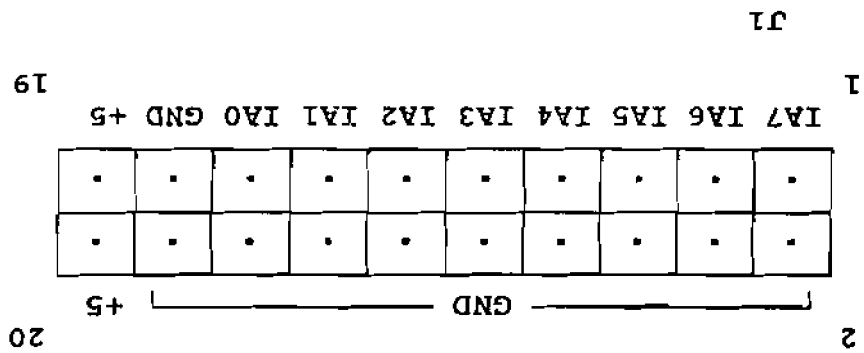 2 20
GND +5
IA7 IA6 IA5 IA4 IA3 IA2 IA1 IA0 GND +5
1 19
J1